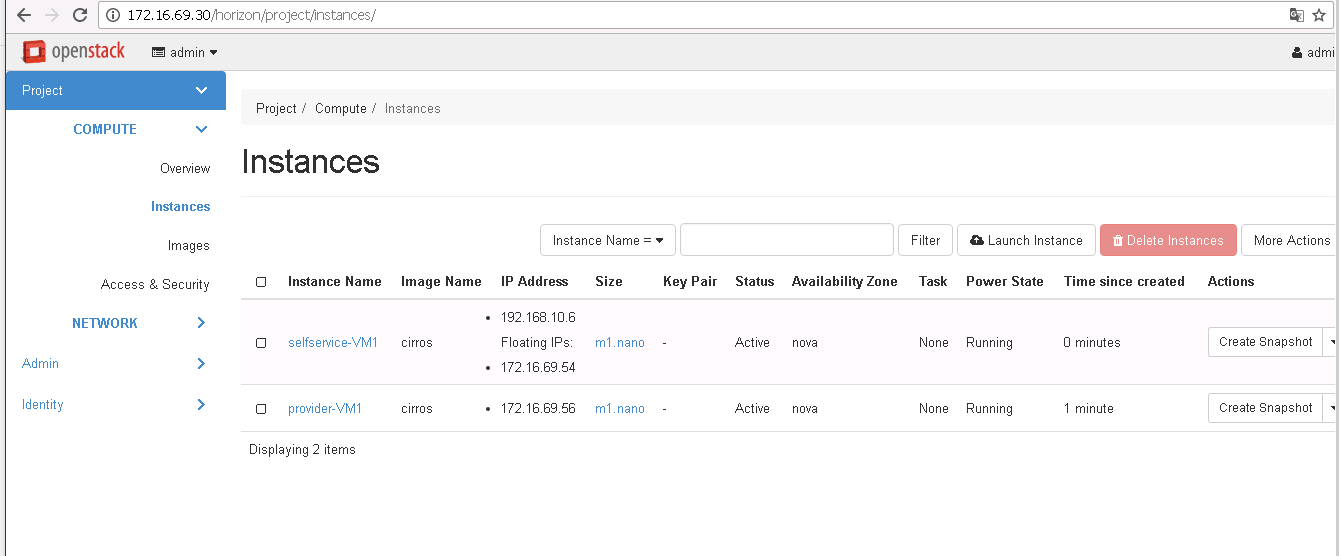 172.16.69.30/horizon/project/instances/
openstack admin admi
Project
COMPUTE
Overview
Instances
Images
Access & Security
NETWORK
Admin
Identity
Project / Compute / Instances
Instances
Instance Name = Filter Launch Instance Delete Instances More Actions
Instance Name Image Name IP Address Size Key Pair Status Availability Zone Task Power State Time since created Actions
192.168.10.6
Floating IPs:
selfservice-VM1 cirros m1.nano - Active nova None Running 0 minutes Create Snapshot
172.16.69.54
provider-VM1 cirros 172.16.69.56 m1.nano - Active nova None Running 1 minute Create Snapshot
Displaying 2 items